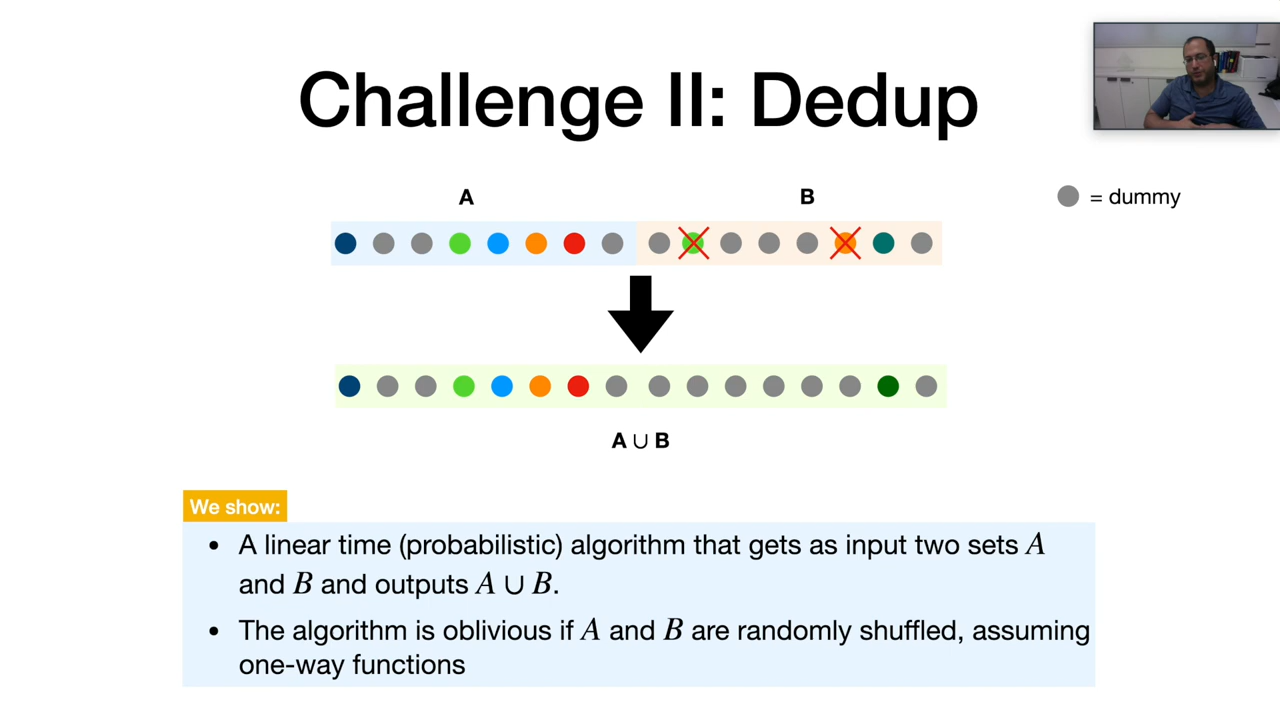 Challenge II: Dedup
A
B
= dummy
A ∪ B
We show:
• A linear time (probabilistic) algorithm that gets as input two sets A
and B and outputs A ∪ B.
• The algorithm is oblivious if A and B are randomly shuffled, assuming
one-way functions